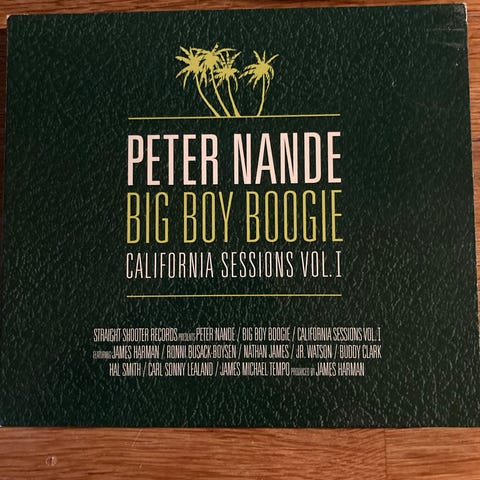 PETER NANDE
BIG BOY BOOGIE
CALIFORNIA SESSIONS VOL. I
STRAIGHT SHOOTER RECORDS PRESENTS PETER NANDE / BIG BOY BOOGIE / CALIFORNIA SESSIONS VOL. I
FEATURING JAMES HARMAN / RONNI BUSACK-BOYSEN / NATHAN JAMES / JR. WATSON / BUDDY CLARK
HAL SMITH / CARL SONNY LEALAND / JAMES MICHAEL TEMPO PRODUCED BY JAMES HARMAN